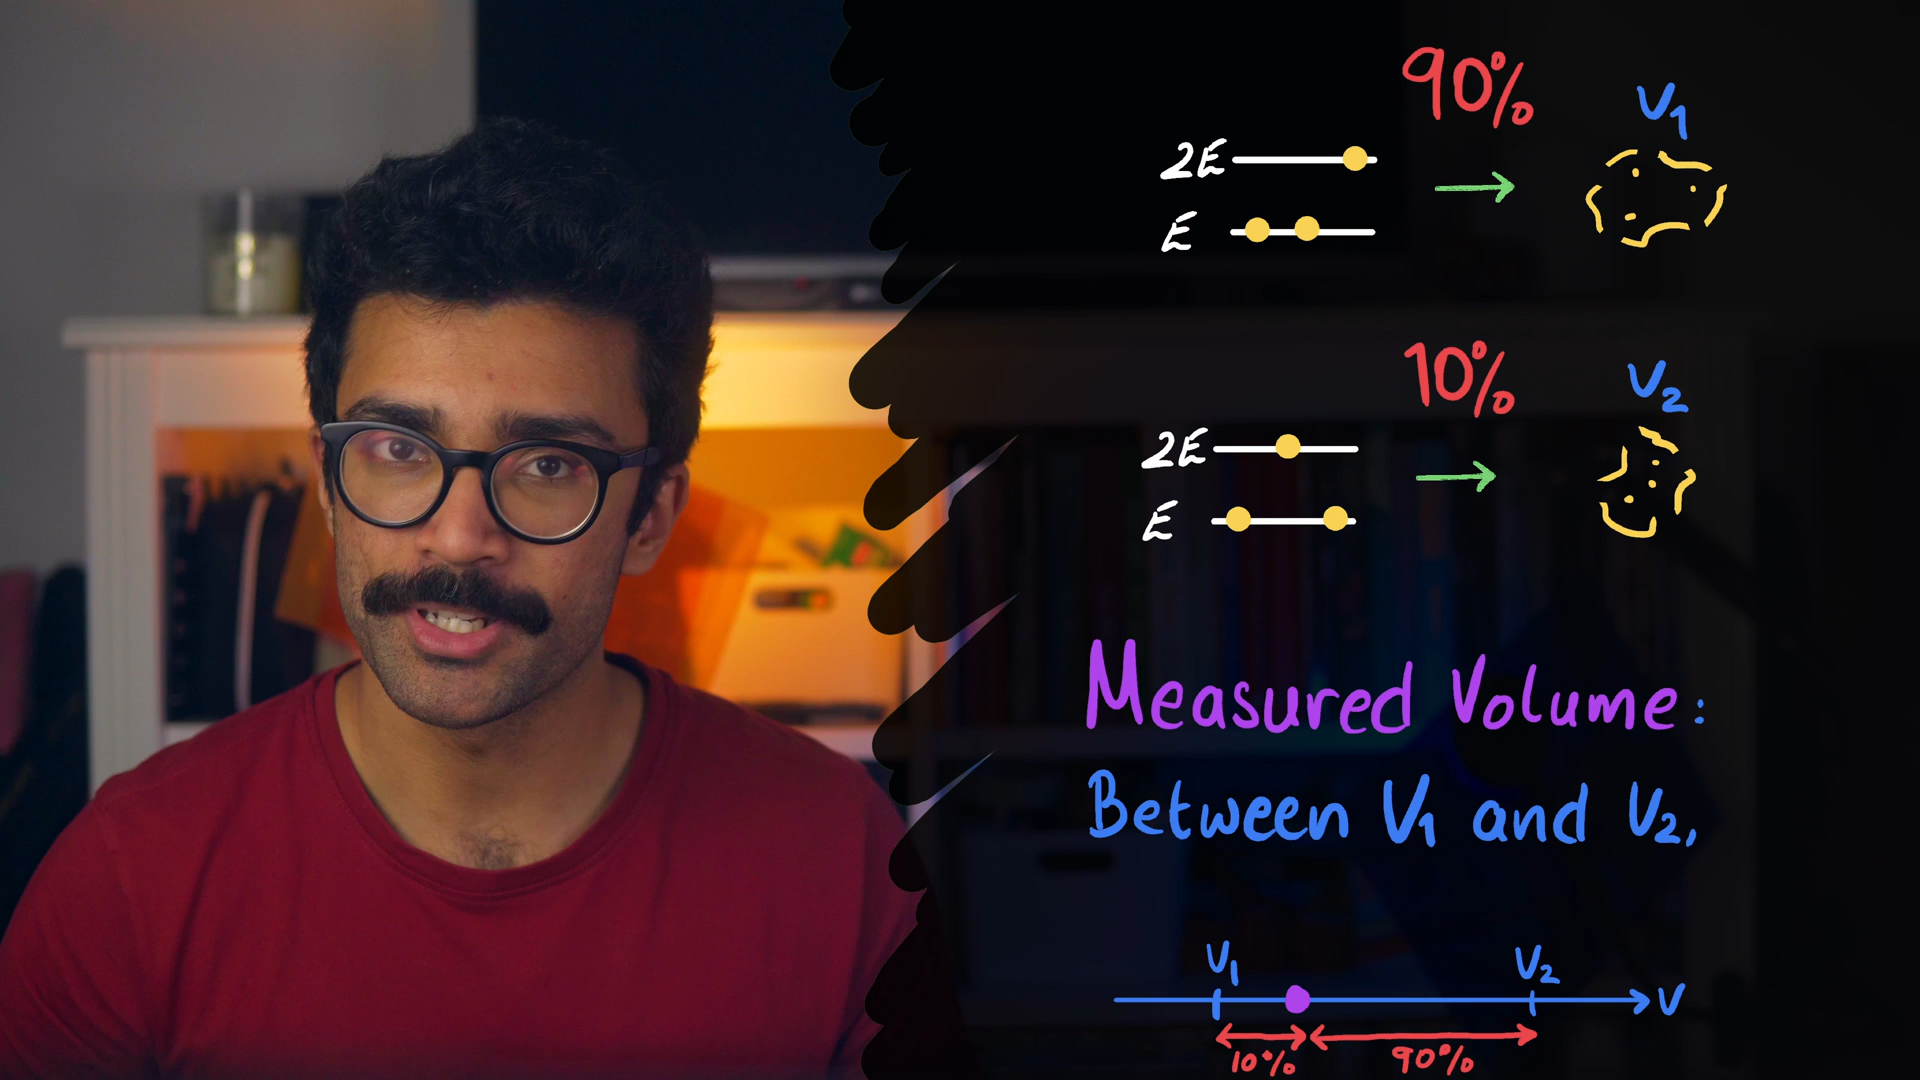 90%
V1
2E
E
10%
V2
2E
E
Measured Volume:
Between V1 and V2,
V1
V2
V
10%
90%